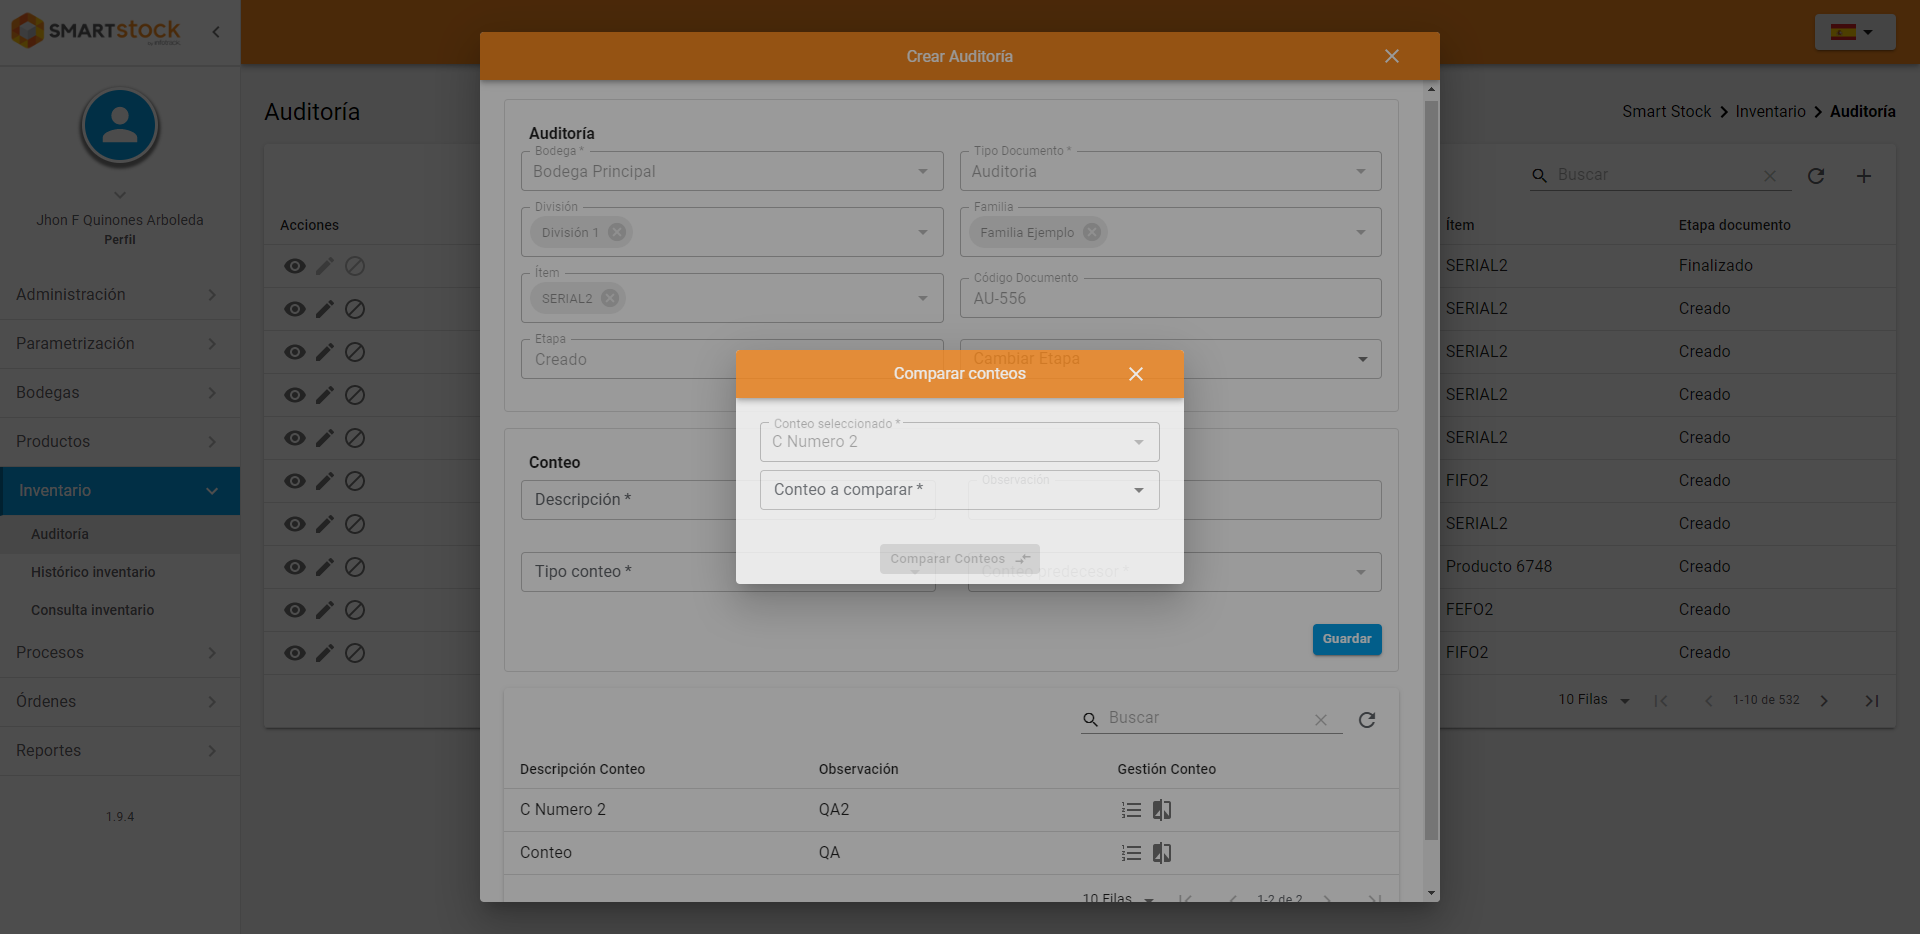 SMARTstock
Jhon F Quinones Arboleda
Perfil
Administración
Parametrización
Bodegas
Productos
Inventario
Auditoría
Histórico inventario
Consulta inventario
Procesos
Órdenes
Reportes
1.9.4
Auditoría
Smart Stock > Inventario > Auditoría
Buscar
Acciones
Ítem Etapa documento
SERIAL2 Finalizado
SERIAL2 Creado
SERIAL2 Creado
SERIAL2 Creado
SERIAL2 Creado
FIFO2 Creado
SERIAL2 Creado
Producto 6748 Creado
FEFO2 Creado
FIFO2 Creado
10 Filas 1-10 de 532
Crear Auditoría
Auditoría
Bodega * Tipo Documento *
Bodega Principal Auditoria
División Familia
División 1 Familia Ejemplo
Ítem Código Documento
SERIAL2 AU-556
Etapa
Creado Cambiar Etapa
Comparar conteos
Conteo seleccionado *
C Numero 2
Conteo a comparar *
Comparar Conteos
Conteo
Observación
Descripción *
Tipo conteo * Conteo predecesor *
Guardar
Buscar
Descripción Conteo Observación Gestión Conteo
C Numero 2 QA2
Conteo QA
10 Filas 1-2 de 2